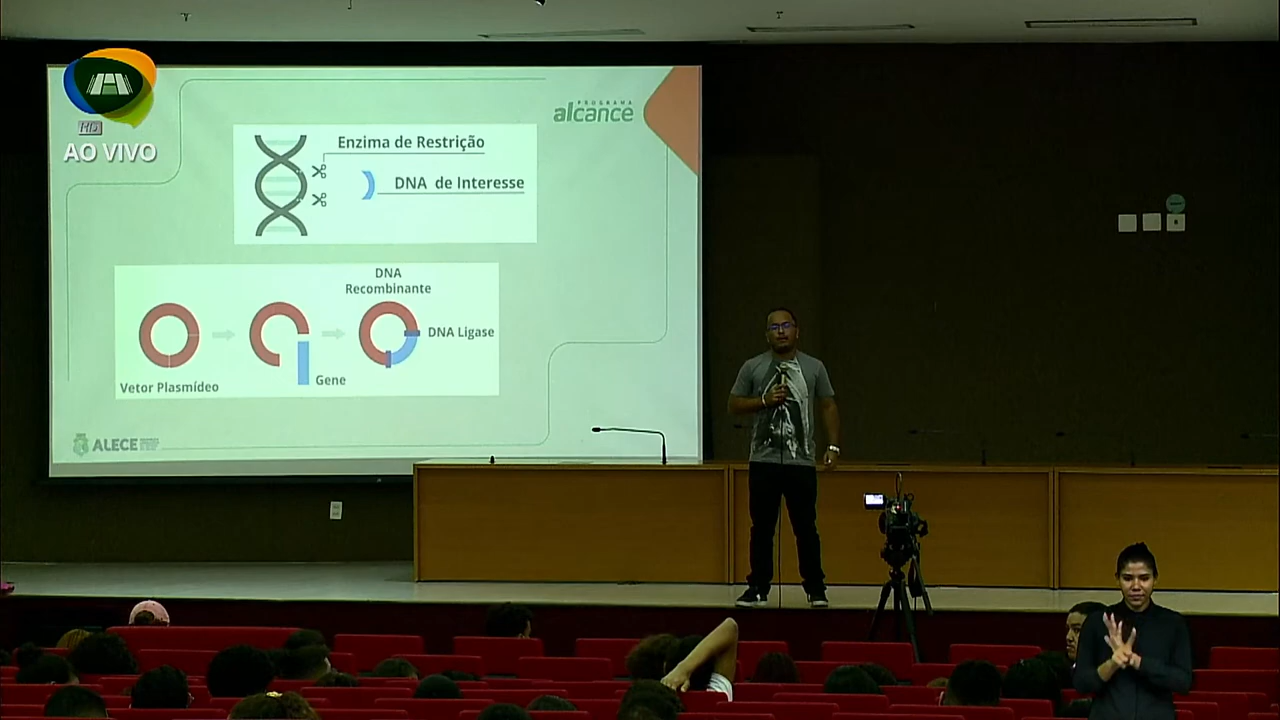 HD
AO VIVO
PROGRAMA
alcance
Enzima de Restrição
DNA de Interesse
DNA
Recombinante
DNA Ligase
Vetor Plasmídeo
Gene
ALECE